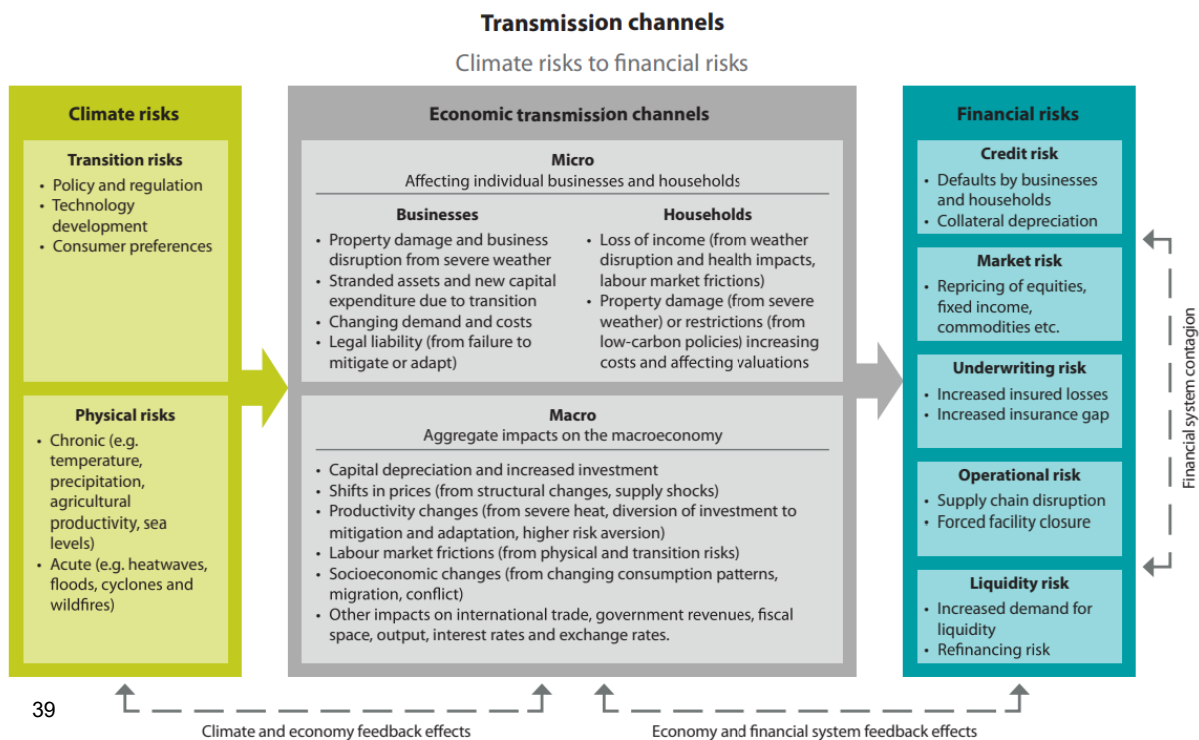 Transmission channels
Climate risks to financial risks
Climate risks
Transition risks
• Policy and regulation
• Technology
development
• Consumer preferences
Physical risks
• Chronic (e.g.
temperature,
precipitation,
agricultural
productivity, sea
levels)
• Acute (e.g. heatwaves,
floods, cyclones and
wildfires)
Economic transmission channels
Micro
Affecting individual businesses and households
Businesses
• Property damage and business
disruption from severe weather
• Stranded assets and new capital
expenditure due to transition
• Changing demand and costs
• Legal liability (from failure to
mitigate or adapt)
Households
• Loss of income (from weather
disruption and health impacts,
labour market frictions)
• Property damage (from severe
weather) or restrictions (from
low-carbon policies) increasing
costs and affecting valuations
Macro
Aggregate impacts on the macroeconomy
• Capital depreciation and increased investment
• Shifts in prices (from structural changes, supply shocks)
• Productivity changes (from severe heat, diversion of investment to
mitigation and adaptation, higher risk aversion)
• Labour market frictions (from physical and transition risks)
• Socioeconomic changes (from changing consumption patterns,
migration, conflict)
• Other impacts on international trade, government revenues, fiscal
space, output, interest rates and exchange rates.
Financial risks
Credit risk
• Defaults by businesses
and households
• Collateral depreciation
Market risk
• Repricing of equities,
fixed income,
commodities etc.
Underwriting risk
• Increased insured losses
• Increased insurance gap
Operational risk
• Supply chain disruption
• Forced facility closure
Liquidity risk
• Increased demand for
liquidity
• Refinancing risk
Financial system contagion
39
Climate and economy feedback effects
Economy and financial system feedback effects